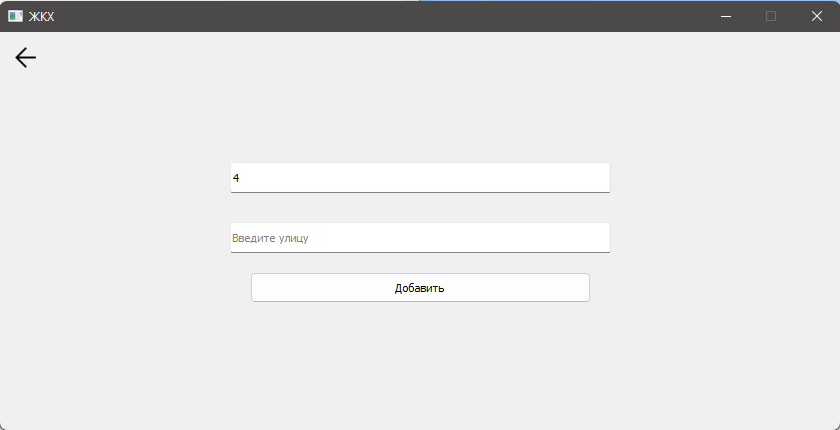 ЖКХ
4
Введите улицу
Добавить